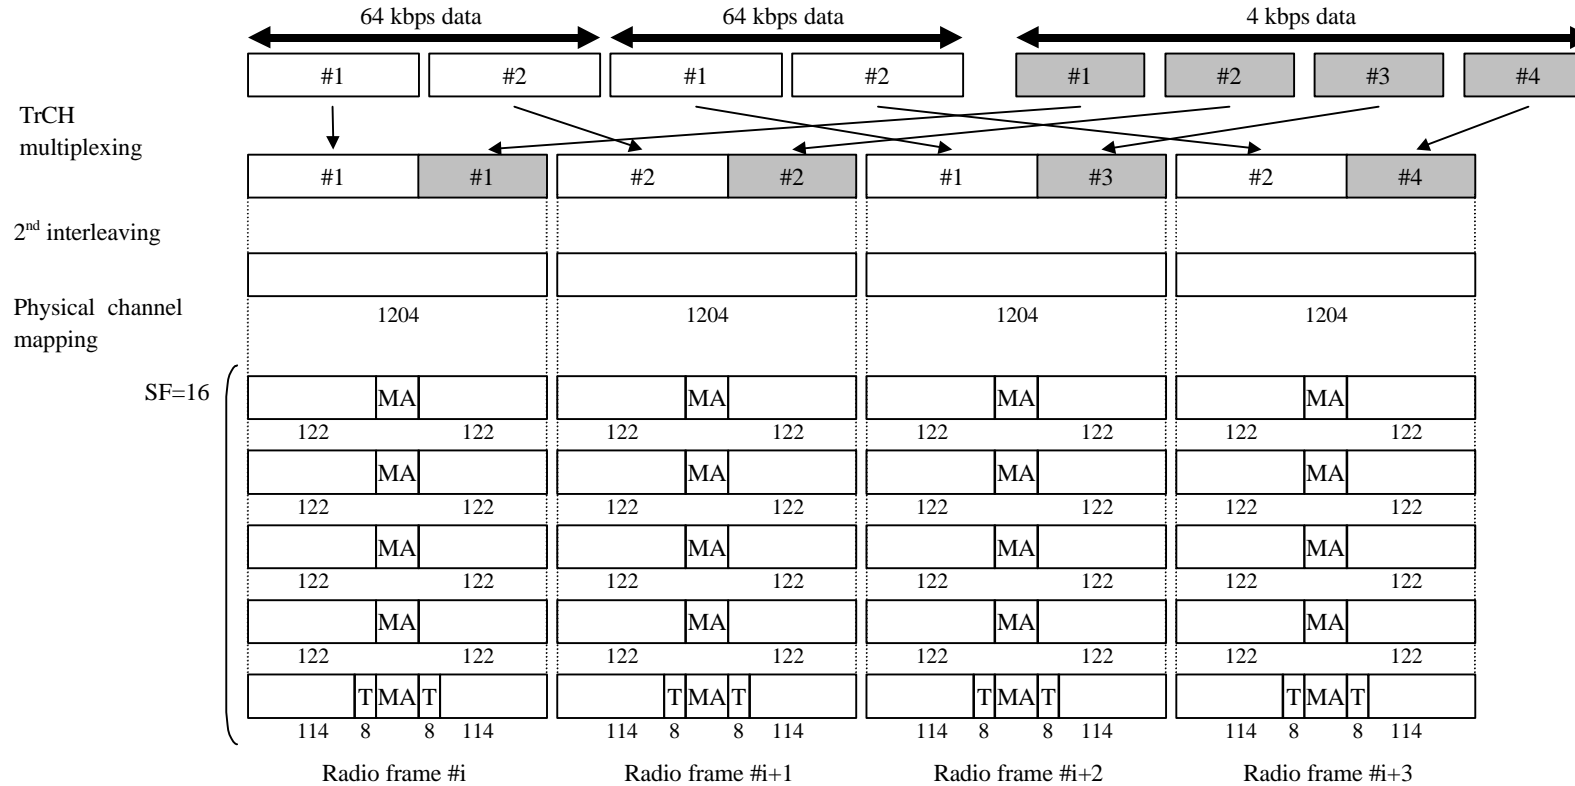 64 kbps data 64 kbps data 4 kbps data
#1 #2 #1 #2 #1 #2 #3 #4
TrCH
multiplexing
#1 #1 #2 #2 #1 #3 #2 #4
2nd interleaving
Physical channel
mapping
1204 1204 1204 1204
SF=16
MA MA MA MA
122 122 122 122 122 122 122 122
MA MA MA MA
122 122 122 122 122 122 122 122
MA MA MA MA
122 122 122 122 122 122 122 122
MA MA MA MA
122 122 122 122 122 122 122 122
T MA T T MA T T MA T T MA T
114 8 8 114 114 8 8 114 114 8 8 114 114 8 8 114
Radio frame #i Radio frame #i+1 Radio frame #i+2 Radio frame #i+3